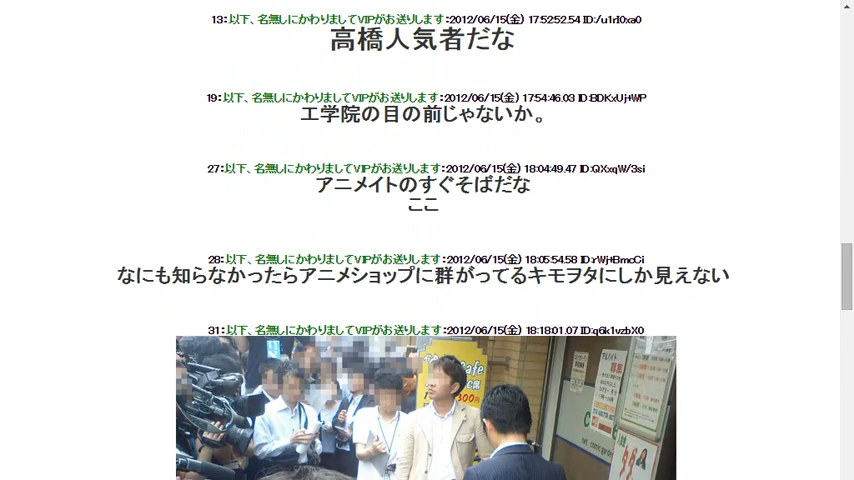 13：以下、名無しにかわりましてVIPがお送りします：2012/06/15(金) 17:52:52.54 ID:/u1rI0xa0
高橋人気者だな
19：以下、名無しにかわりましてVIPがお送りします：2012/06/15(金) 17:54:46.03 ID:BDKxUj+WP
工学院の目の前じゃないか。
27：以下、名無しにかわりましてVIPがお送りします：2012/06/15(金) 18:04:49.47 ID:QXxqW/3si
アニメイトのすぐそばだな
ここ
28：以下、名無しにかわりましてVIPがお送りします：2012/06/15(金) 18:05:54.58 ID:rWj+BmcCi
なにも知らなかったらアニメショップに群がってるキモヲタにしか見えない
31：以下、名無しにかわりましてVIPがお送りします：2012/06/15(金) 18:18:01.07 ID:q6k1vzbX0
300円